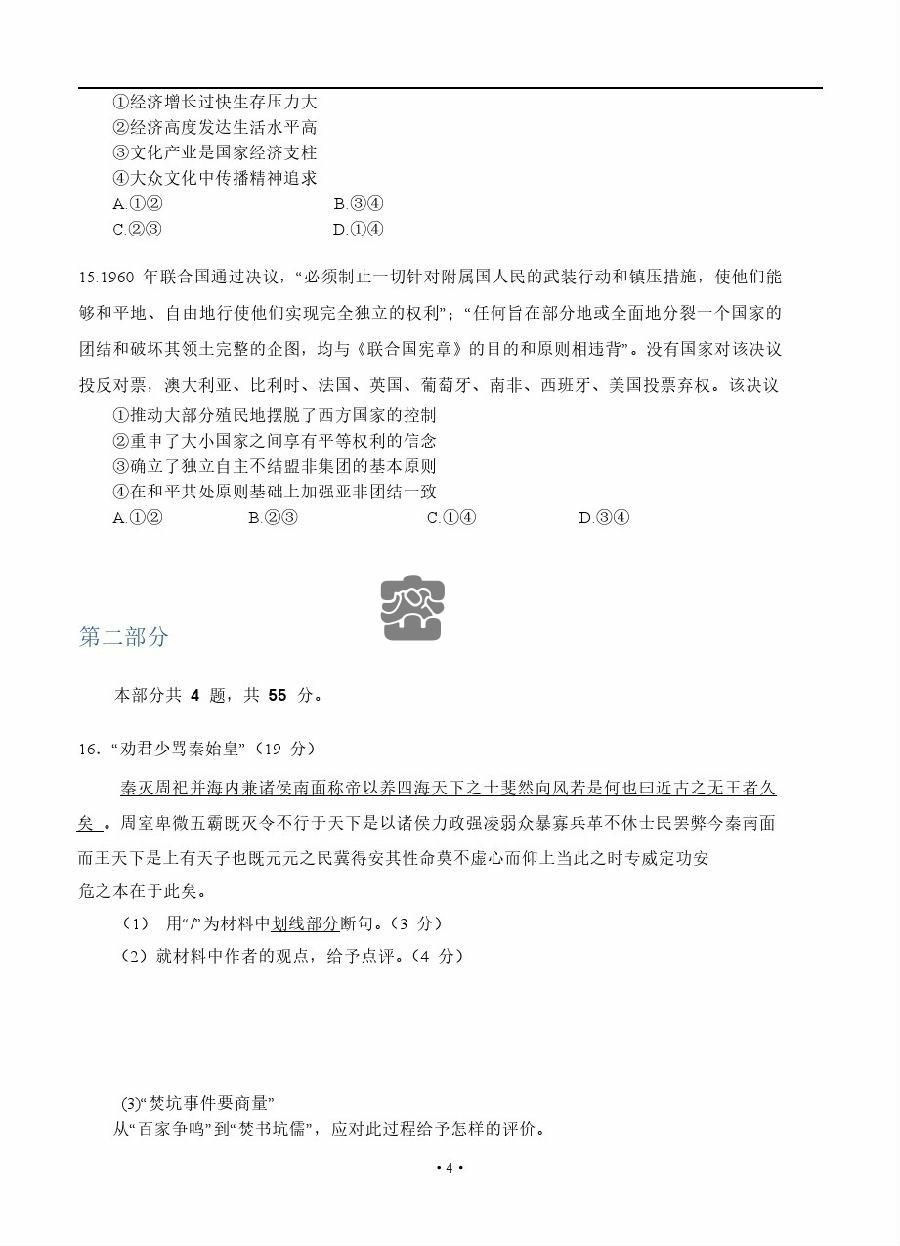 ①经济增长过快生存压力大
②经济高度发达生活水平高
③文化产业是国家经济支柱
④大众文化中传播精神追求
A.①②  B.③④
C.②③  D.①④
15.1960 年联合国通过决议，“必须制止一切针对附属国人民的武装行动和镇压措施，使他们能
够和平地、自由地行使他们实现完全独立的权利”；“任何旨在部分地或全面地分裂一个国家的
团结和破坏其领土完整的企图，均与《联合国宪章》的目的和原则相违背”。没有国家对该决议
投反对票，澳大利亚、比利时、法国、英国、葡萄牙、南非、西班牙、美国投票弃权。该决议
①推动大部分殖民地摆脱了西方国家的控制
②重申了大小国家之间享有平等权利的信念
③确立了独立自主不结盟非集团的基本原则
④在和平共处原则基础上加强亚非团结一致
A.①②  B.②③  C.①④  D.③④
第二部分
本部分共 4 题，共 55 分。
16．“劝君少骂秦始皇”（19 分）
秦灭周祀并海内兼诸侯南面称帝以养四海天下之士斐然向风若是何也曰近古之无王者久
矣 。周室卑微五霸既灭令不行于天下是以诸侯力政强凌弱众暴寡兵革不休士民罢弊今秦南面
而王天下是上有天子也既元元之民冀得安其性命莫不虚心而仰上当此之时专威定功安
危之本在于此矣。
（1） 用“/”为材料中划线部分断句。（3 分）
（2）就材料中作者的观点，给予点评。（4 分）
(3)“焚坑事件要商量”
从“百家争鸣”到“焚书坑儒”，应对此过程给予怎样的评价。
• 4 •